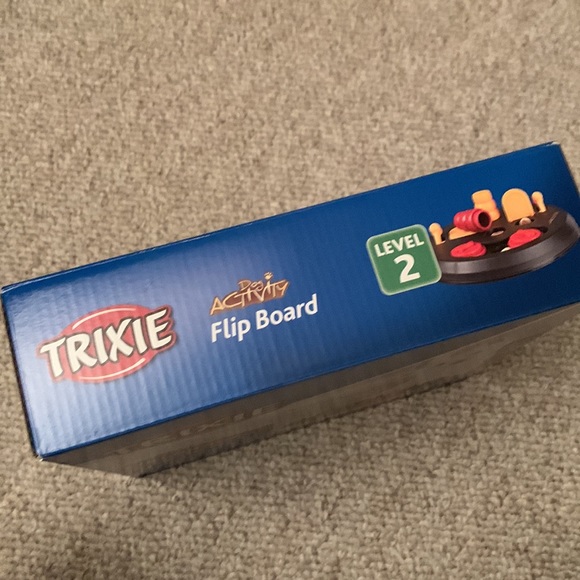 TRIXIE
Dog
ACTIVITY
Flip Board
LEVEL
2